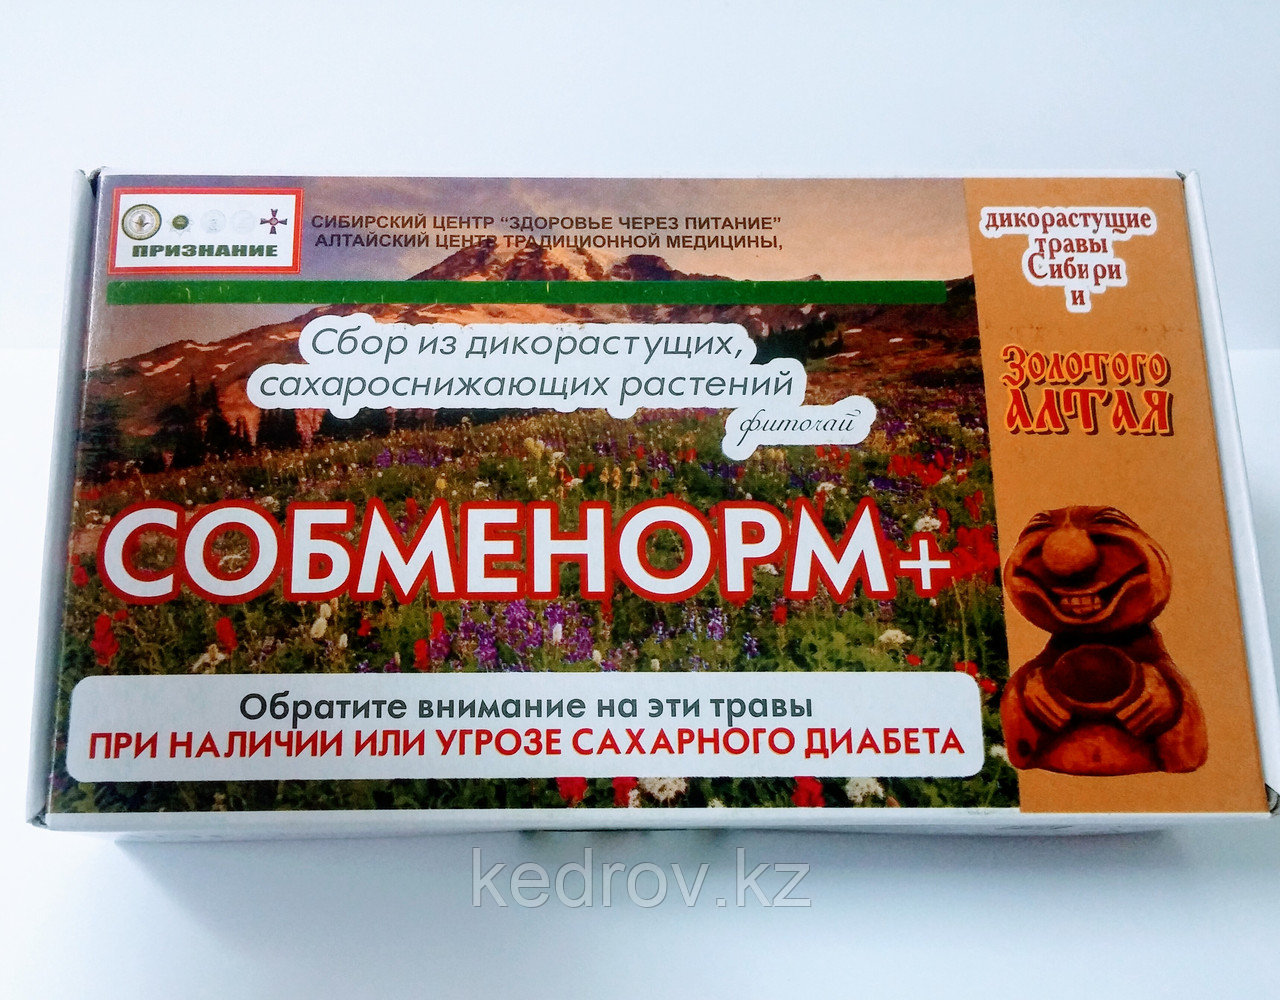 ПРИЗНАНИЕ
СИБИРСКИЙ ЦЕНТР "ЗДОРОВЬЕ ЧЕРЕЗ ПИТАНИЕ"
АЛТАЙСКИЙ ЦЕНТР ТРАДИЦИОННОЙ МЕДИЦИНЫ,
Сбор из дикорастущих,
сахароснижающих растений
фиточай
СОБМЕНОРМ+
Обратите внимание на эти травы
ПРИ НАЛИЧИИ ИЛИ УГРОЗЕ САХАРНОГО ДИАБЕТА
дикорастущие
травы
Сибири
и
Золотого
АЛТАЯ
kedrov.kz